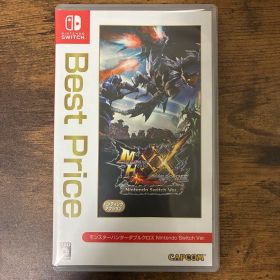 NINTENDO
SWITCH
Best Price
MHXX
Nintendo Switch Ver.
モンスターハンターダブルクロス Nintendo Switch Ver.
CAPCOM